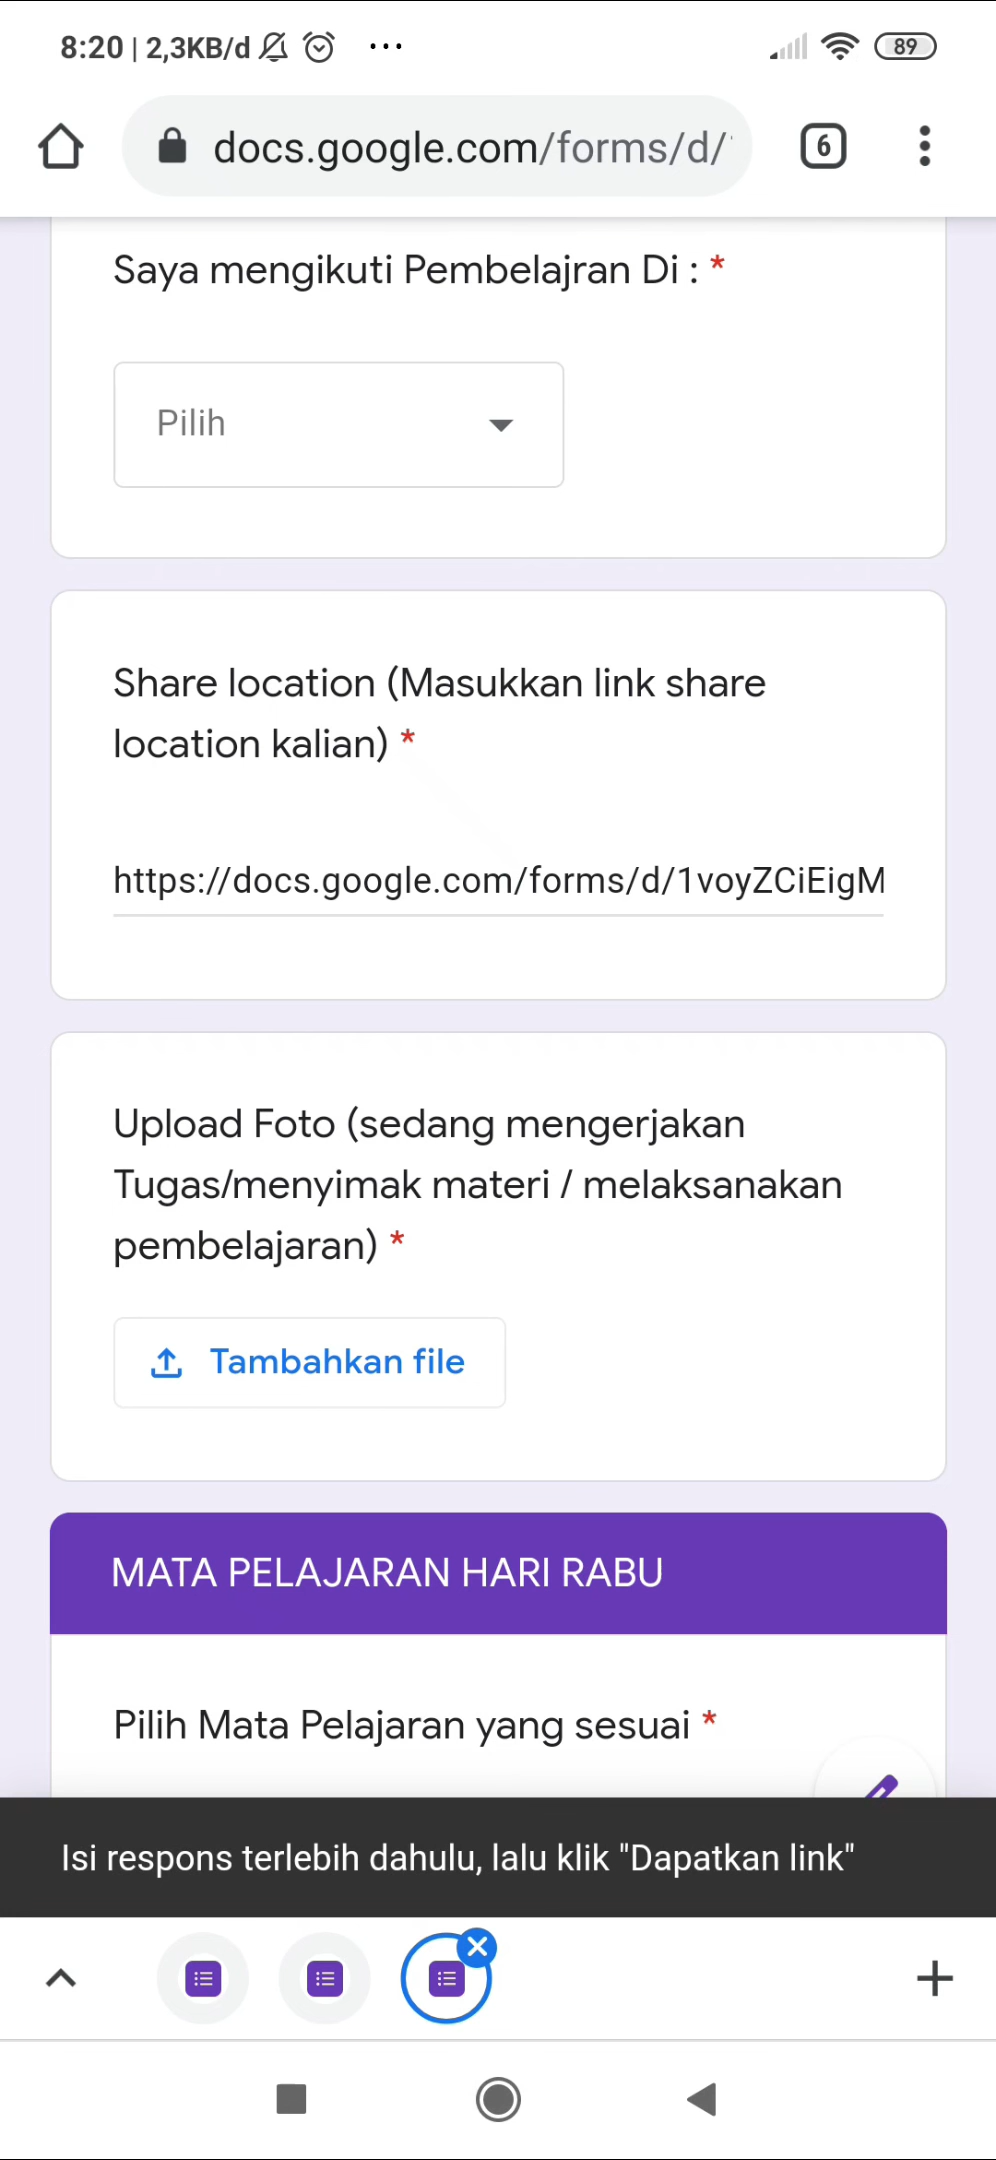 8:20 | 2,3KB/d ... 89
docs.google.com/forms/d/ 6
Saya mengikuti Pembelajran Di : *
Pilih
Share location (Masukkan link share
location kalian) *
https://docs.google.com/forms/d/1voyZCiEigM
Upload Foto (sedang mengerjakan
Tugas/menyimak materi / melaksanakan
pembelajaran) *
Tambahkan file
MATA PELAJARAN HARI RABU
Pilih Mata Pelajaran yang sesuai *
Isi respons terlebih dahulu, lalu klik "Dapatkan link"